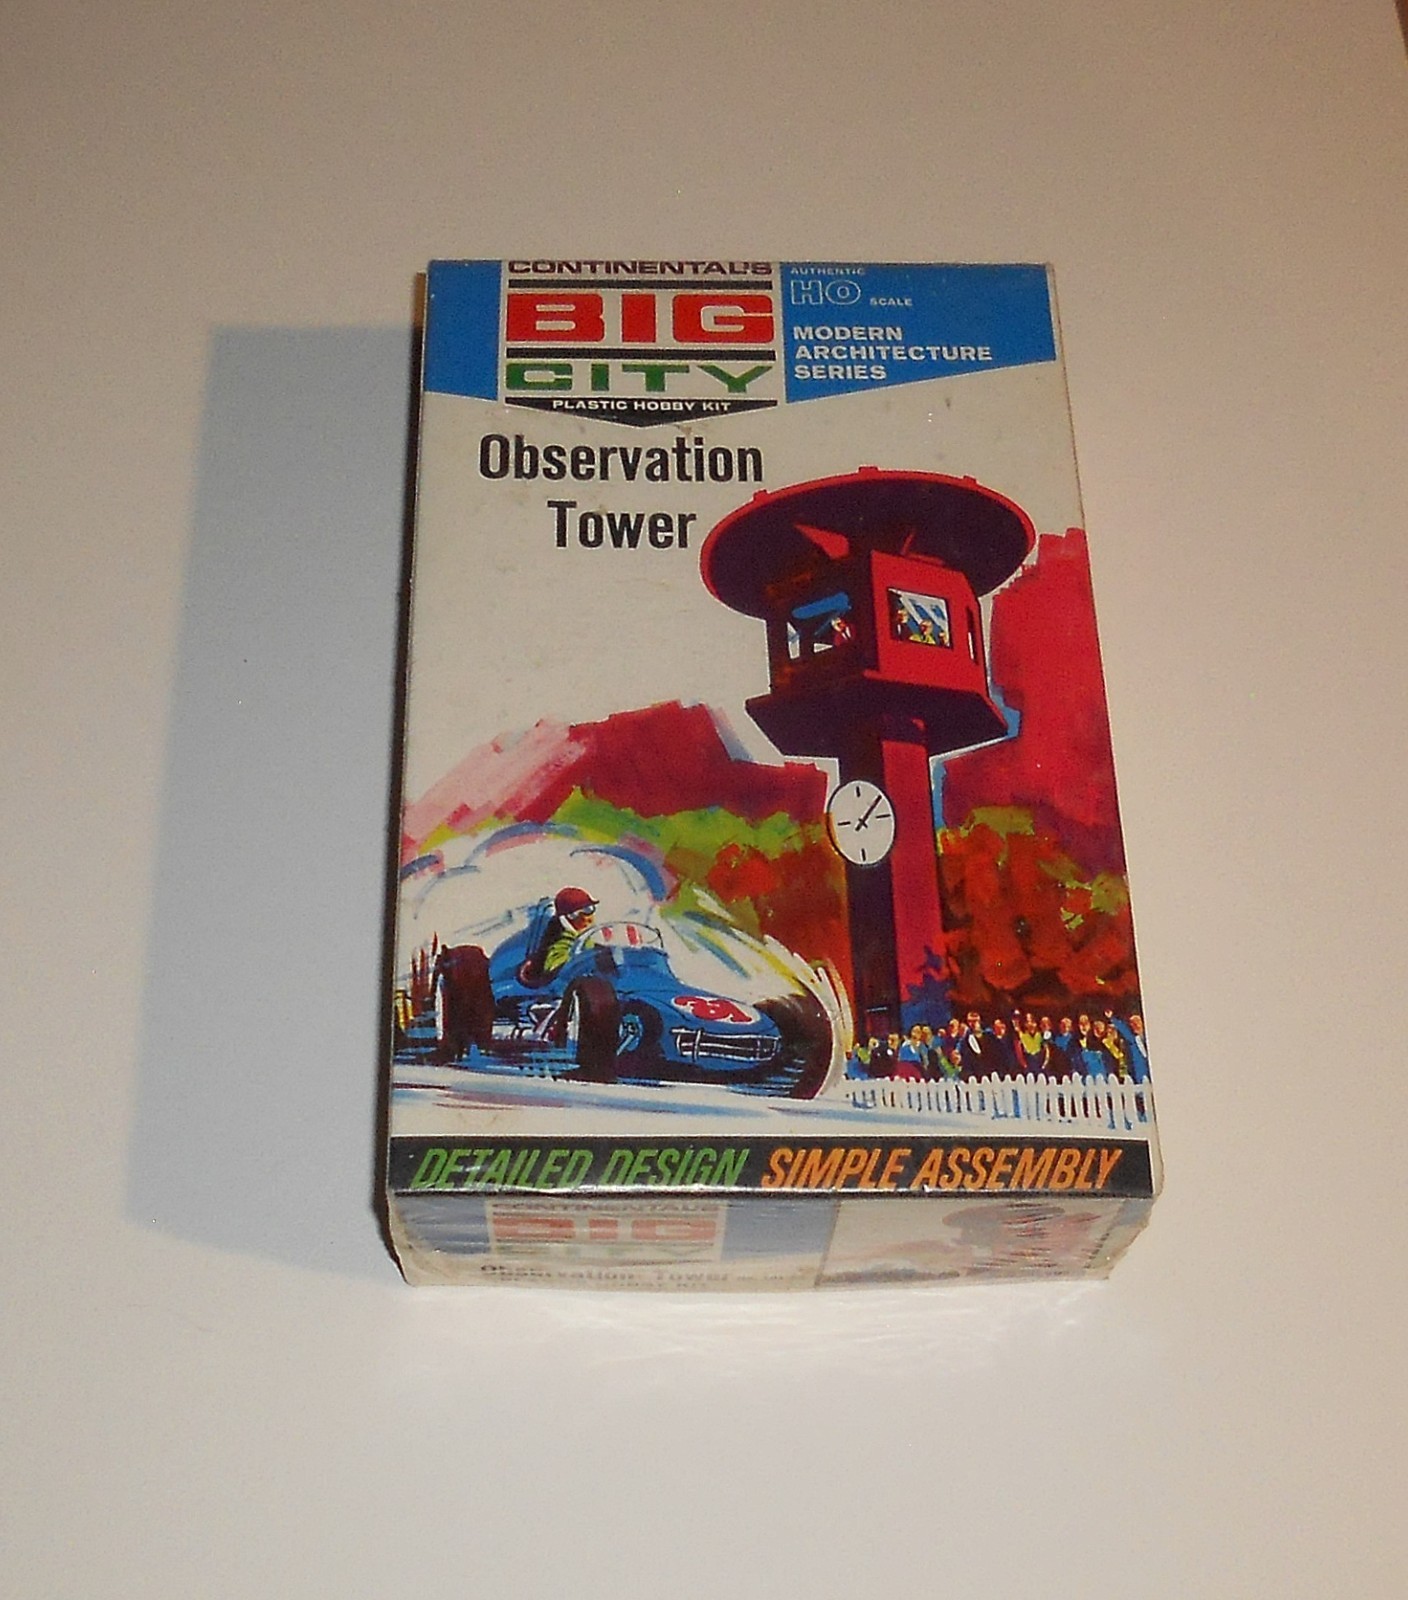 CONTINENTAL'S
BIG
CITY
PLASTIC HOBBY KIT
AUTHENTIC
HO SCALE
MODERN
ARCHITECTURE
SERIES
Observation
Tower
DETAILED DESIGN SIMPLE ASSEMBLY
CONTINENTAL'S
BIG
CITY
Observation Tower